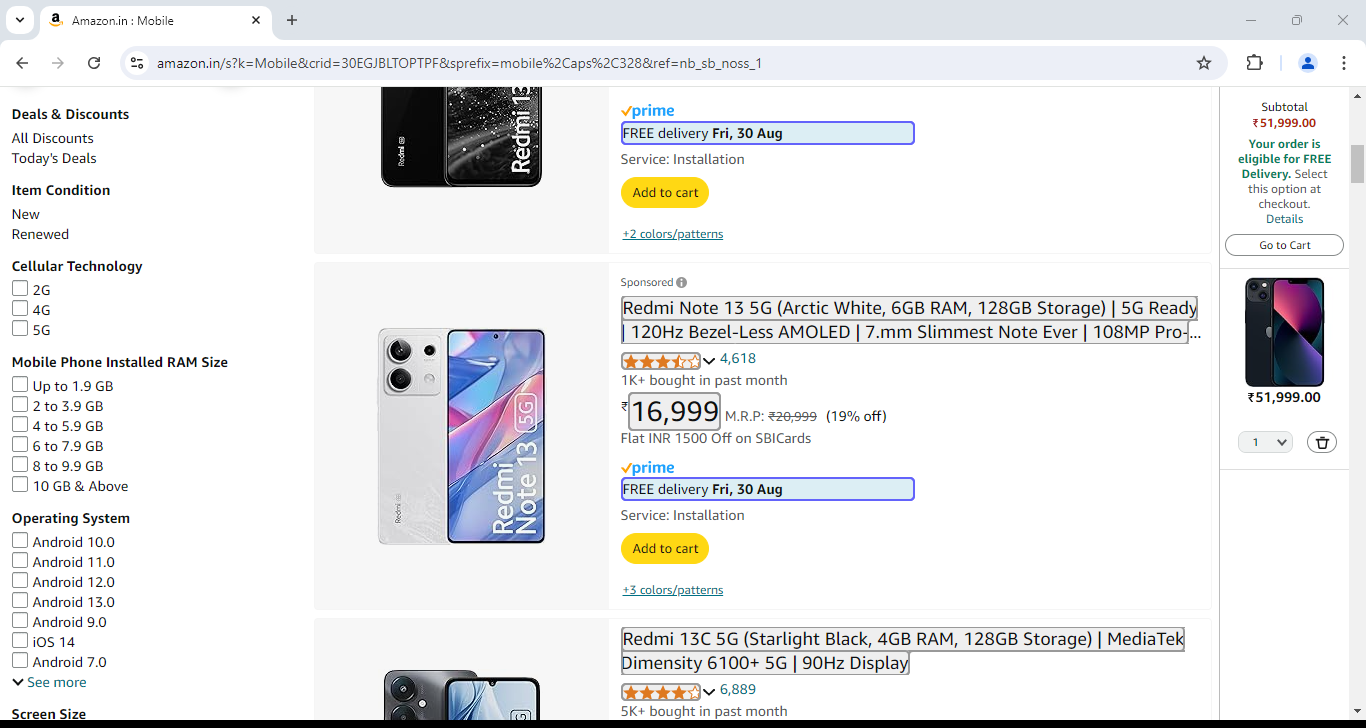 Amazon.in : Mobile
amazon.in/s?k=Mobile&crid=30EGJBLTOPTPF&sprefix=mobile%2Caps%2C328&ref=nb_sb_noss_1
Deals & Discounts
All Discounts
Today's Deals
Item Condition
New
Renewed
Cellular Technology
2G
4G
5G
Mobile Phone Installed RAM Size
Up to 1.9 GB
2 to 3.9 GB
4 to 5.9 GB
6 to 7.9 GB
8 to 9.9 GB
10 GB & Above
Operating System
Android 10.0
Android 11.0
Android 12.0
Android 13.0
Android 9.0
iOS 14
Android 7.0
See more
Screen Size
Redmi
Redmi 13
prime
FREE delivery Fri, 30 Aug
Service: Installation
Add to cart
+2 colors/patterns
Redmi
Redmi
Note 13 5G
Sponsored
Redmi Note 13 5G (Arctic White, 6GB RAM, 128GB Storage) | 5G Ready
| 120Hz Bezel-Less AMOLED | 7.mm Slimmest Note Ever | 108MP Pro-...
4,618
1K+ bought in past month
₹16,999 M.R.P: ₹20,999 (19% off)
Flat INR 1500 Off on SBICards
prime
FREE delivery Fri, 30 Aug
Service: Installation
Add to cart
+3 colors/patterns
Redmi 13C 5G (Starlight Black, 4GB RAM, 128GB Storage) | MediaTek
Dimensity 6100+ 5G | 90Hz Display
6,889
5K+ bought in past month
Subtotal
₹51,999.00
Your order is
eligible for FREE
Delivery. Select
this option at
checkout.
Details
Go to Cart
₹51,999.00
1